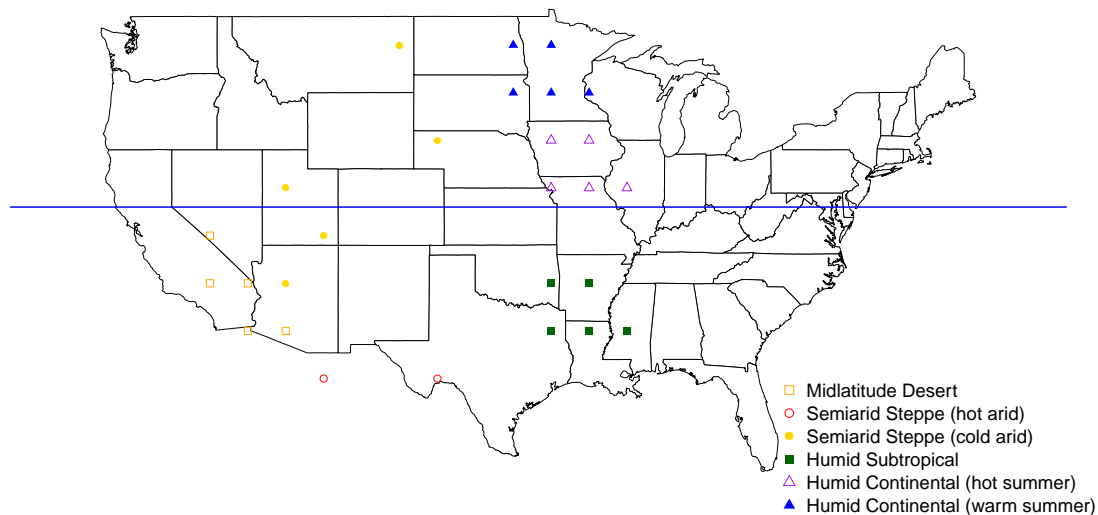 Midlatitude Desert
Semiarid Steppe (hot arid)
Semiarid Steppe (cold arid)
Humid Subtropical
Humid Continental (hot summer)
Humid Continental (warm summer)